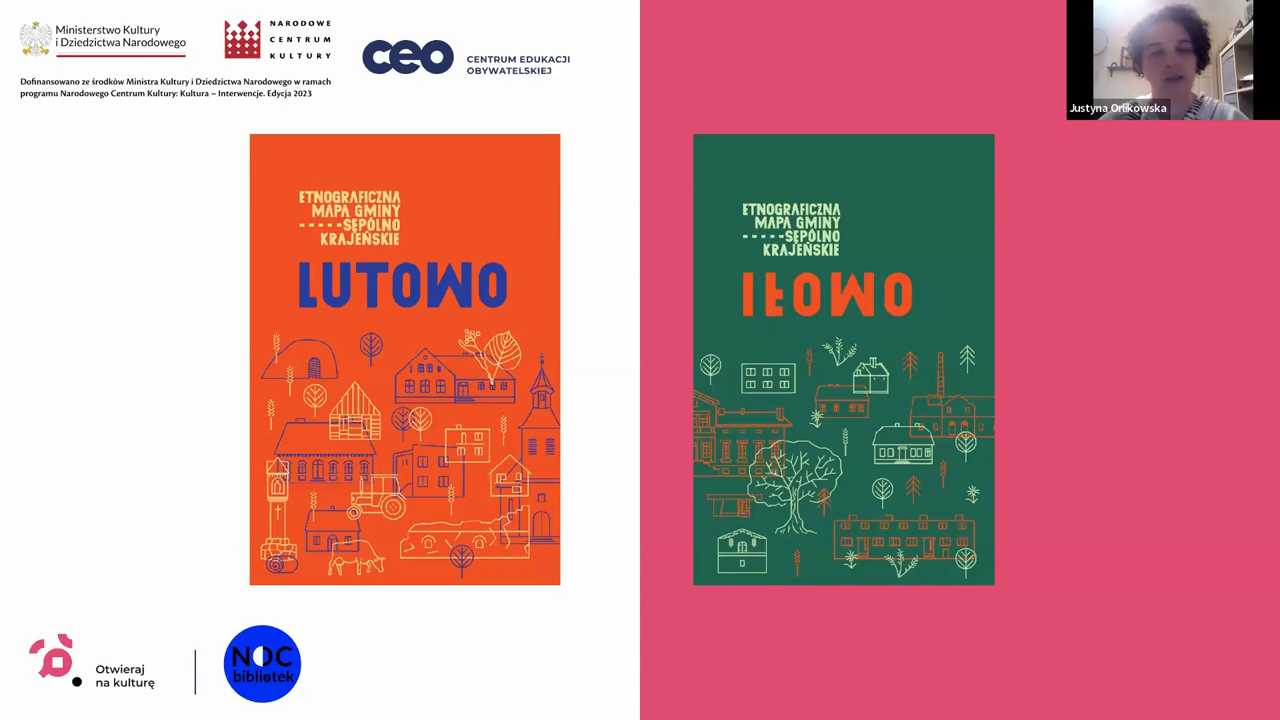 Ministerstwo Kultury
i Dziedzictwa Narodowego
NARODOWE
CENTRUM
KULTURY
ceo
CENTRUM EDUKACJI
OBYWATELSKIEJ
Dofinansowano ze środków Ministra Kultury i Dziedzictwa Narodowego w ramach
programu Narodowego Centrum Kultury: Kultura – Interwencje. Edycja 2023
Justyna Orlikowska
ETNOGRAFICZNA
MAPA GMINY
SĘPÓLNO
KRAJEŃSKIE
LUTOWO
ETNOGRAFICZNA
MAPA GMINY
SĘPÓLNO
KRAJEŃSKIE
IŁOWO
Otwieraj
na kulturę
NOC
bibliotek